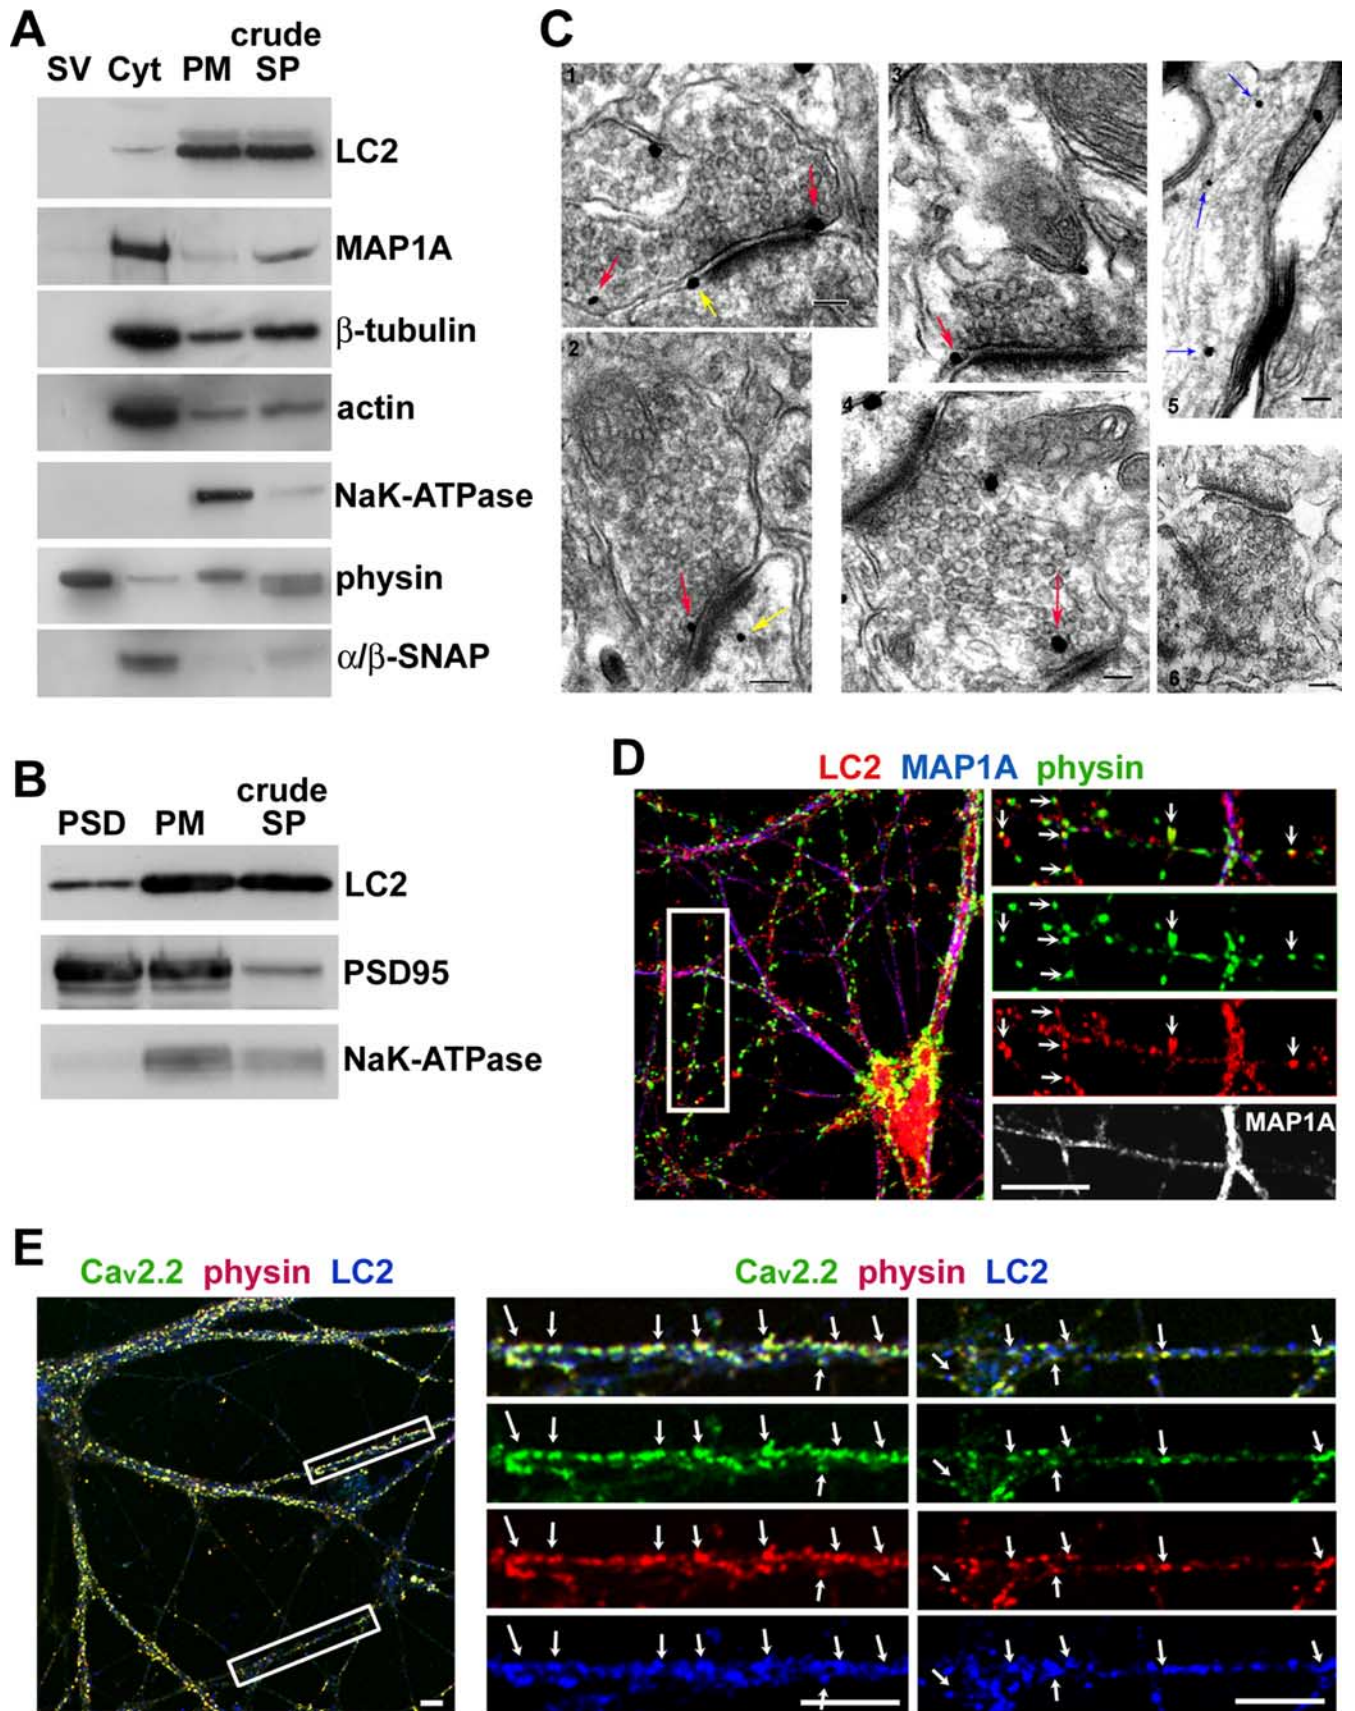 A
SV Cyt PM crude SP
LC2
MAP1A
β-tubulin
actin
NaK-ATPase
physin
α/β-SNAP
B
PSD PM crude SP
LC2
PSD95
NaK-ATPase
C
1
2
3
4
5
6
D
LC2 MAP1A physin
MAP1A
E
Cav2.2 physin LC2
Cav2.2 physin LC2